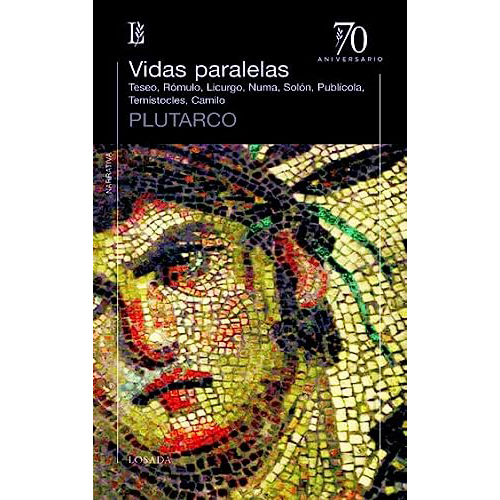 70
ANIVERSARIO
Vidas paralelas
Teseo, Rómulo, Licurgo, Numa, Solón, Publícola,
Temístocles, Camilo
PLUTARCO
NARRATIVA
LOSADA